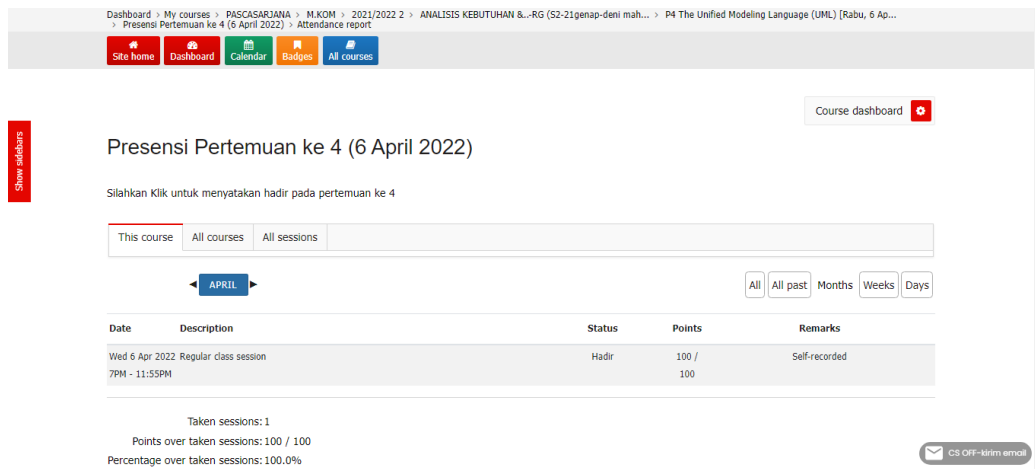 Dashboard > My courses > PASCASARJANA > M.KOM > 2021/2022 2 > ANALISIS KEBUTUHAN &..-RG (S2-21genap-deni mah... > P4 The Unified Modeling Language (UML) [Rabu, 6 Ap...
> Presensi Pertemuan ke 4 (6 April 2022) > Attendance report
Site home Dashboard Calendar Badges All courses
Course dashboard
Show sidebars
Presensi Pertemuan ke 4 (6 April 2022)
Silahkan Klik untuk menyatakan hadir pada pertemuan ke 4
This course All courses All sessions
◄ APRIL ► All All past Months Weeks Days
Date Description Status Points Remarks
Wed 6 Apr 2022 Regular class session Hadir 100 / Self-recorded
7PM - 11:55PM 100
Taken sessions: 1
Points over taken sessions: 100 / 100
Percentage over taken sessions: 100.0%
CS OFF-kirim email